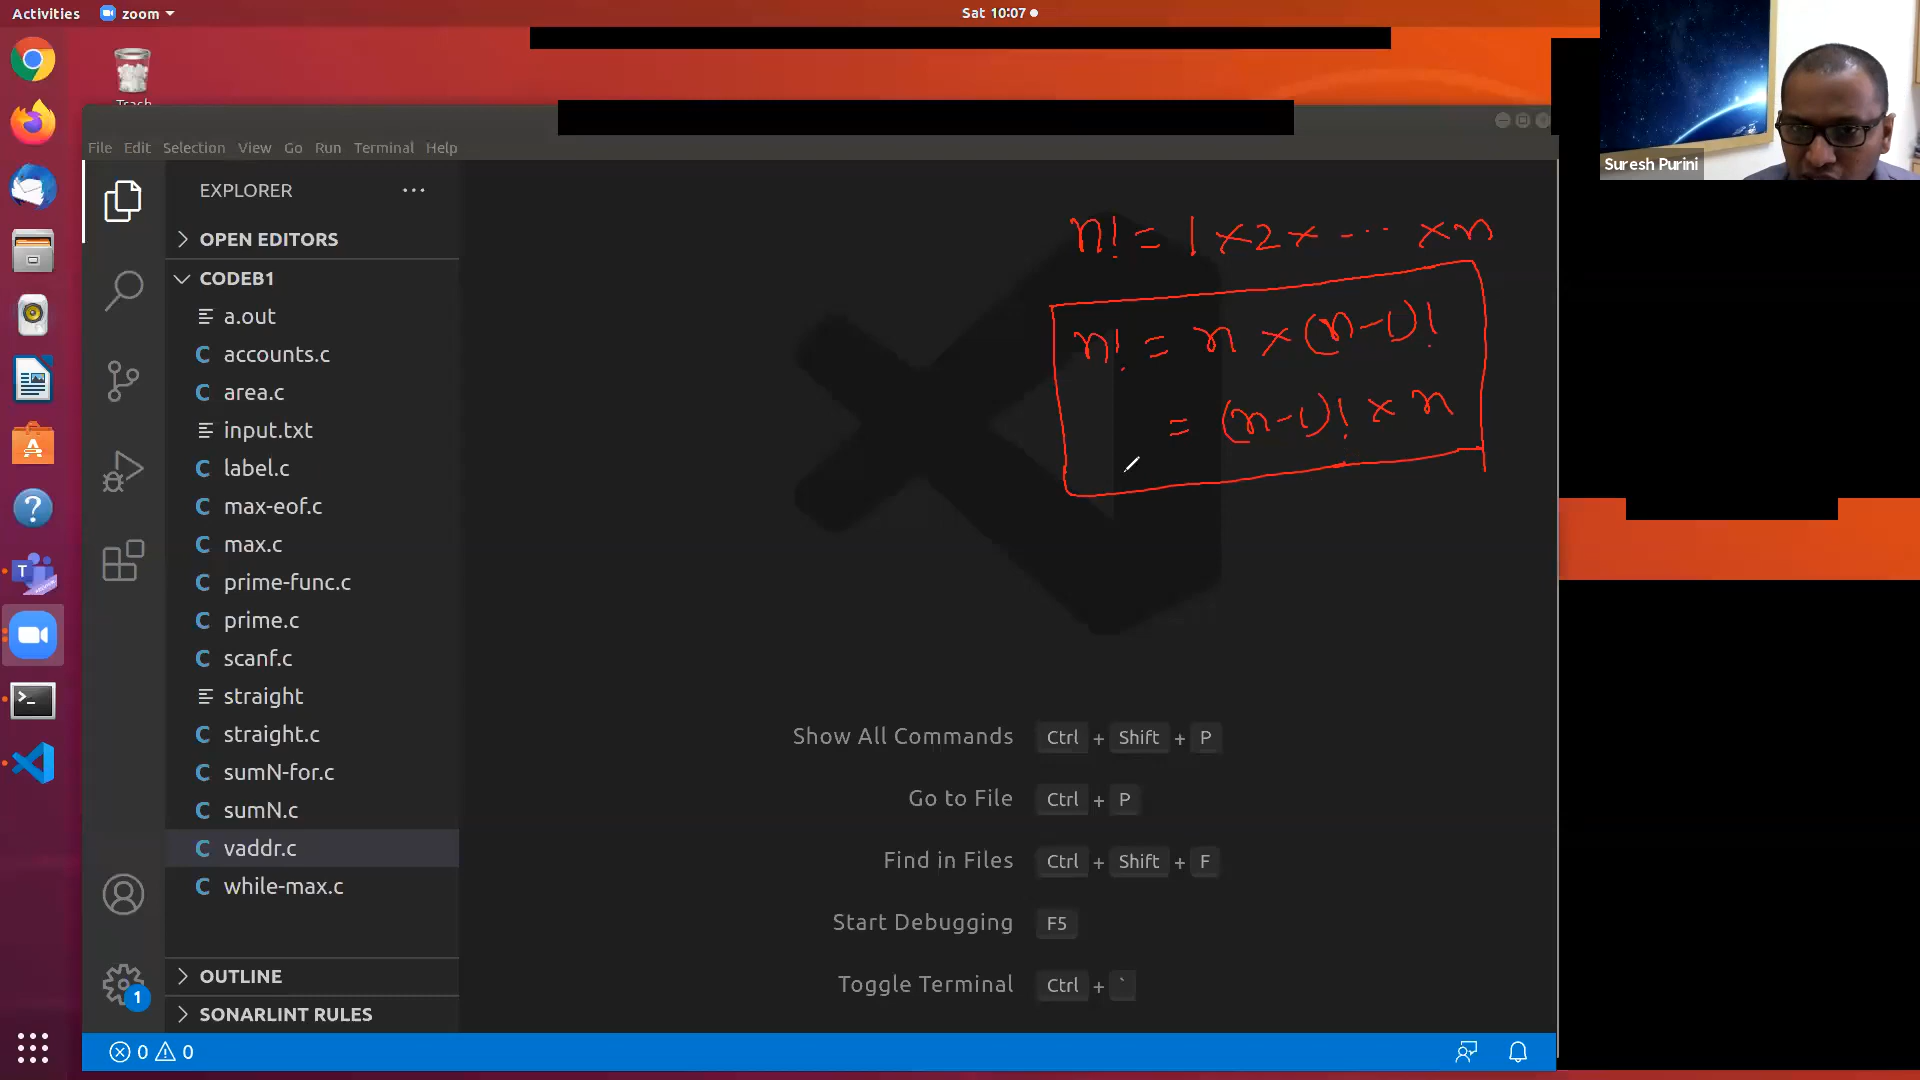 Activities
zoom
Sat 10:07
Trash
Suresh Purini
File Edit Selection View Go Run Terminal Help
EXPLORER
OPEN EDITORS
CODEB1
a.out
C accounts.c
C area.c
input.txt
C label.c
C max-eof.c
C max.c
C prime-func.c
C prime.c
C scanf.c
straight
C straight.c
C sumN-for.c
C sumN.c
C vaddr.c
C while-max.c
OUTLINE
SONARLINT RULES
1
n! = 1 × 2 × - ··· × n
n! = n × (n-1)!
= (n-1)! × n
Show All Commands Ctrl + Shift + P
Go to File Ctrl + P
Find in Files Ctrl + Shift + F
Start Debugging F5
Toggle Terminal Ctrl + `
0 0